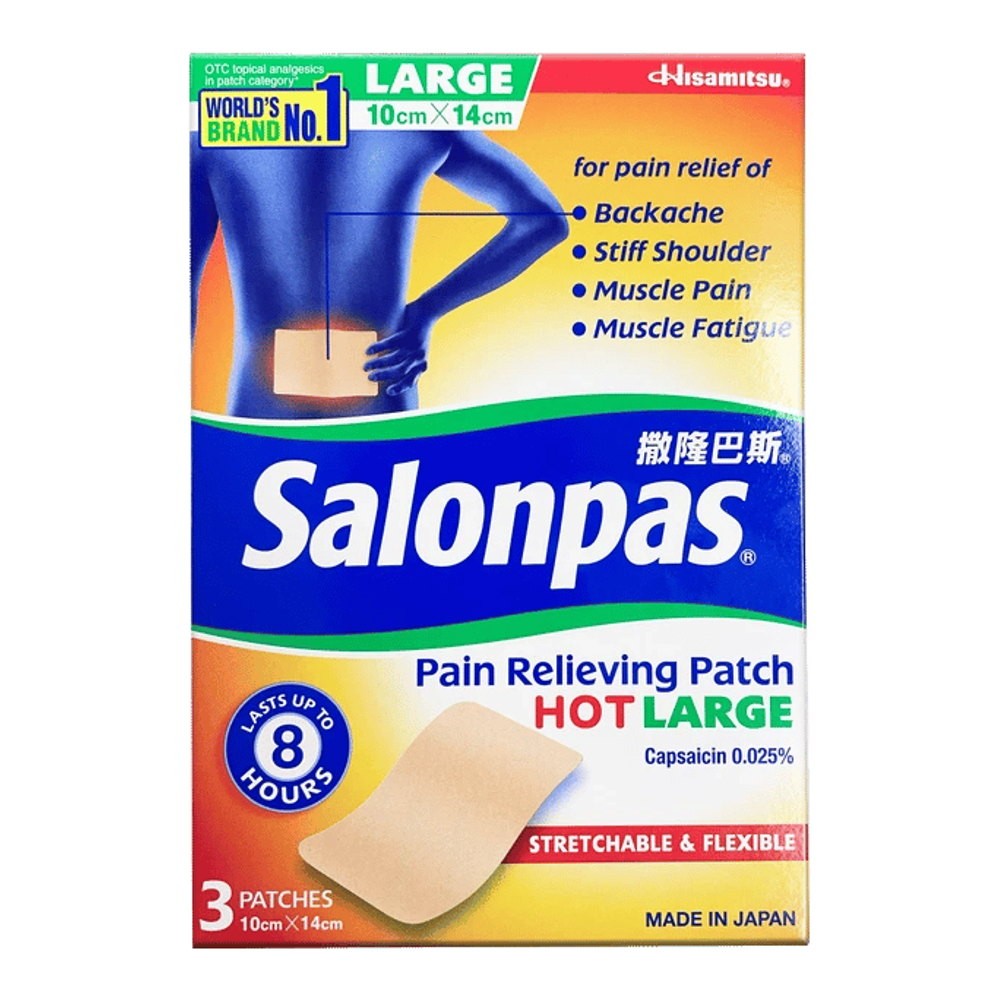 OTC topical analgesics
in patch category*
WORLD'S
BRAND No.1
LARGE
10cm×14cm
Hisamitsu®
for pain relief of
• Backache
• Stiff Shoulder
• Muscle Pain
• Muscle Fatigue
撒隆巴斯®
Salonpas®
Pain Relieving Patch
HOT LARGE
Capsaicin 0.025%
LASTS UP TO
8
HOURS
STRETCHABLE & FLEXIBLE
3 PATCHES
10cm×14cm
MADE IN JAPAN